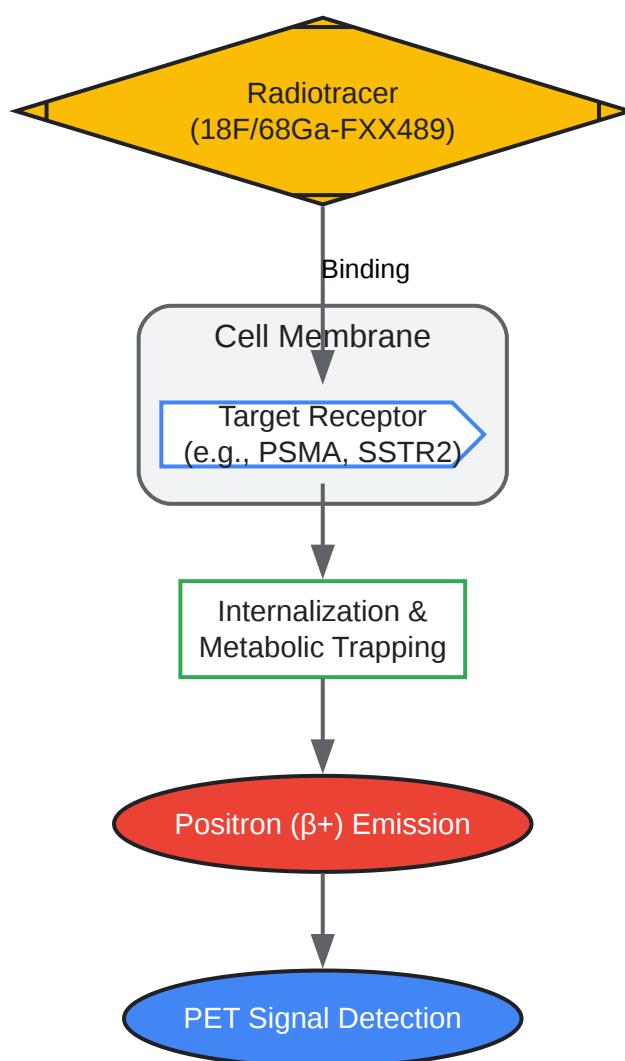 Radiotracer
(18F/68Ga-FXX489)
Binding
Cell Membrane
Target Receptor
(e.g., PSMA, SSTR2)
Internalization &
Metabolic Trapping
Positron (β+) Emission
PET Signal Detection